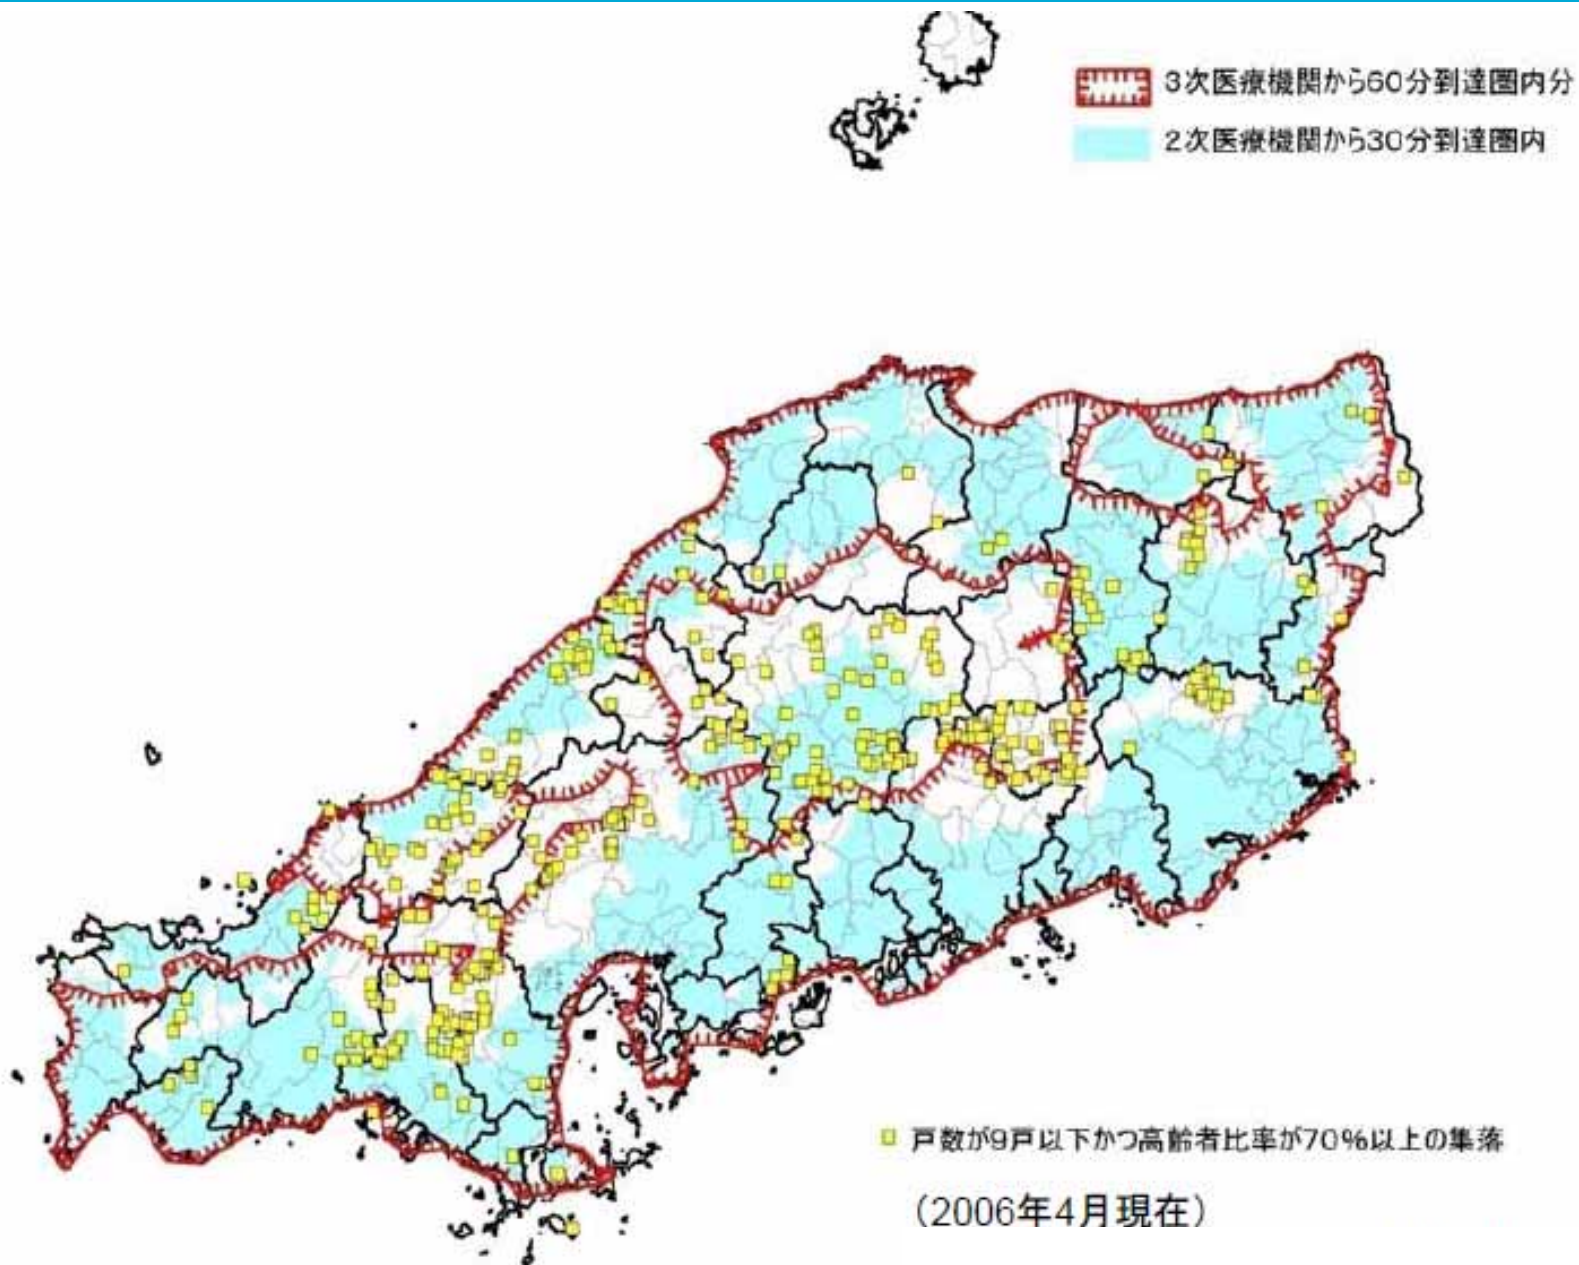 3次医療機関から60分到達圏内分
2次医療機関から30分到達圏内
戸数が9戸以下かつ高齢者比率が70%以上の集落
（2006年4月現在）